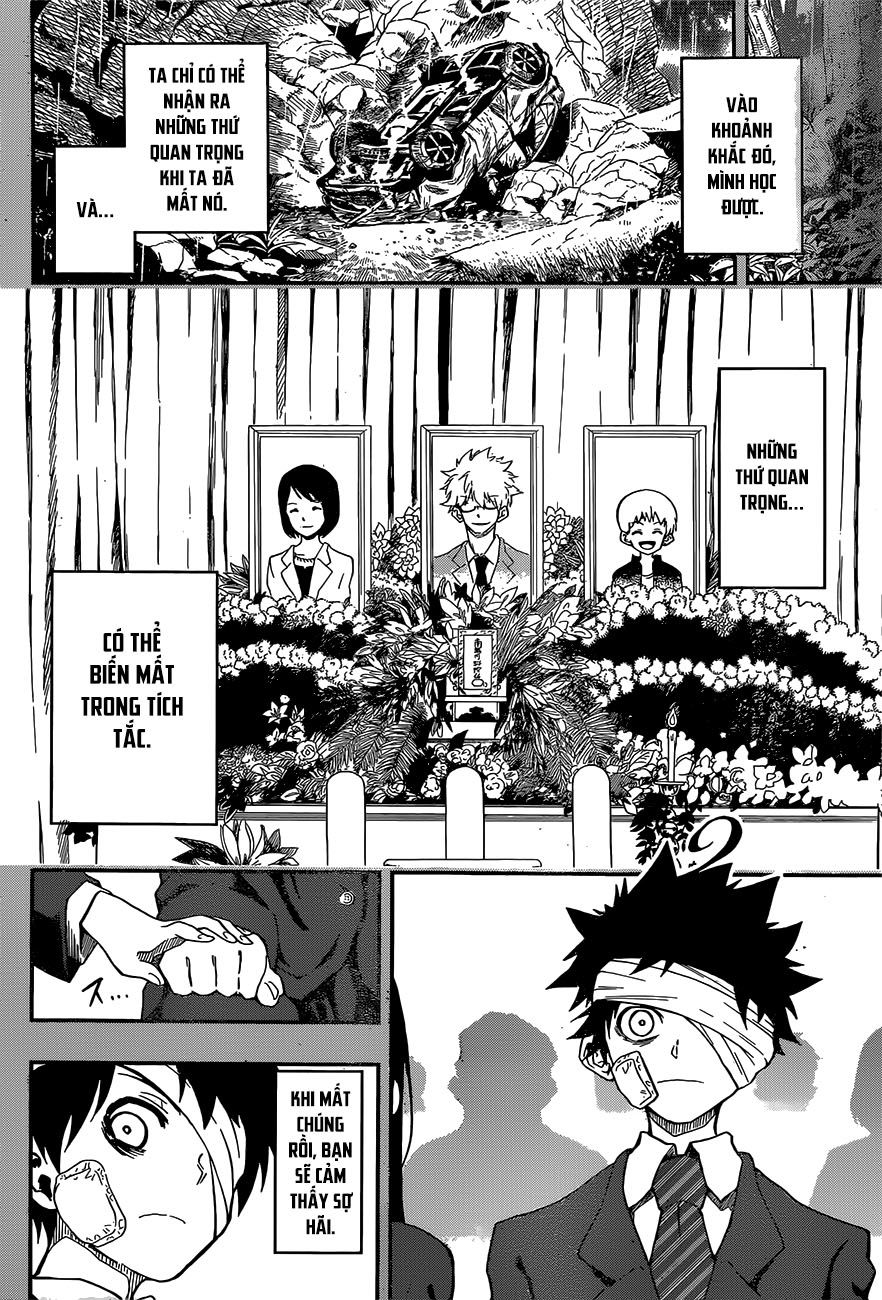 VÀO
KHOẢNH
KHẮC ĐÓ,
MÌNH HỌC
ĐƯỢC.
TA CHỈ CÓ THỂ
NHẬN RA
NHỮNG THỨ
QUAN TRỌNG
KHI TA ĐÃ
MẤT NÓ.
VÀ...
NHỮNG
THỨ QUAN
TRỌNG...
CÓ THỂ
BIẾN MẤT
TRONG TÍCH
TẮC.
ス...
KHI MẤT
CHÚNG
RỒI, BẠN
SẼ CẢM
THẤY SỢ
HÃI.